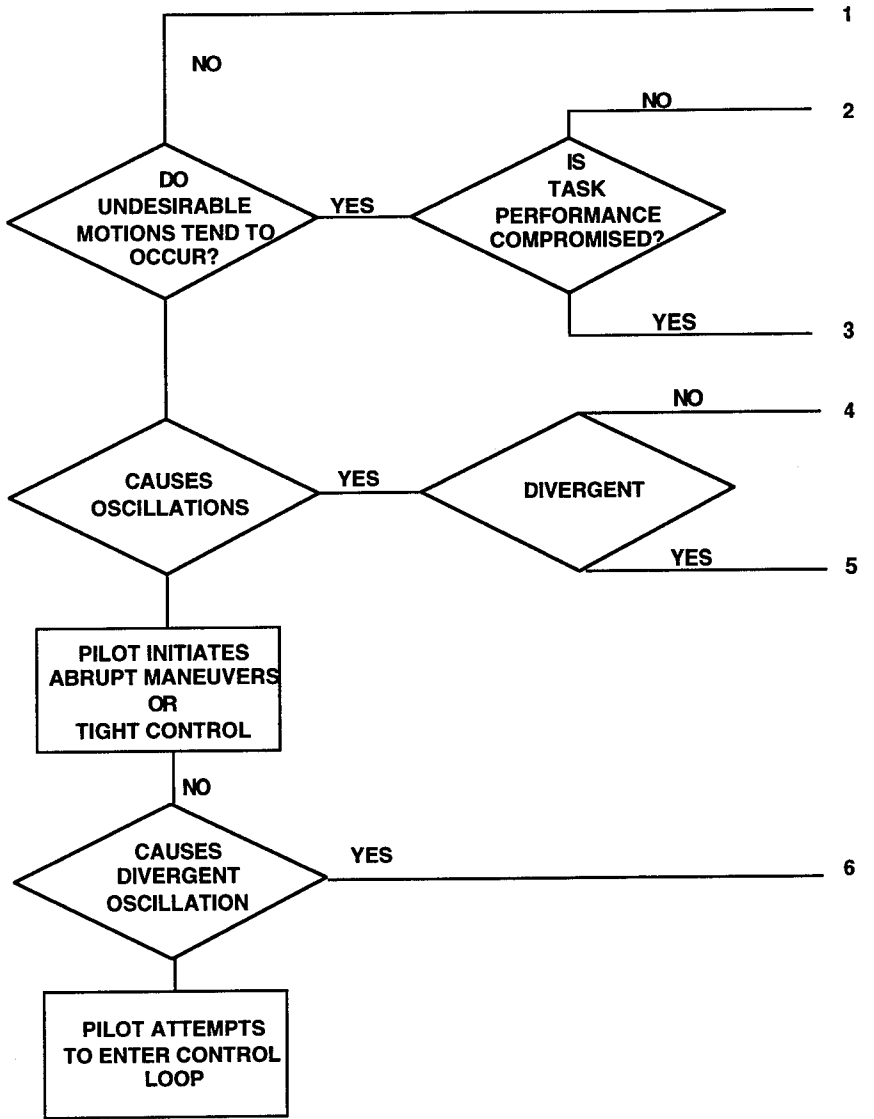 1
NO
NO
2
DO
UNDESIRABLE
MOTIONS TEND TO
OCCUR?
YES
IS
TASK
PERFORMANCE
COMPROMISED?
YES
3
NO
4
CAUSES
OSCILLATIONS
YES
DIVERGENT
YES
5
PILOT INITIATES
ABRUPT MANEUVERS
OR
TIGHT CONTROL
NO
CAUSES
DIVERGENT
OSCILLATION
YES
6
PILOT ATTEMPTS
TO ENTER CONTROL
LOOP